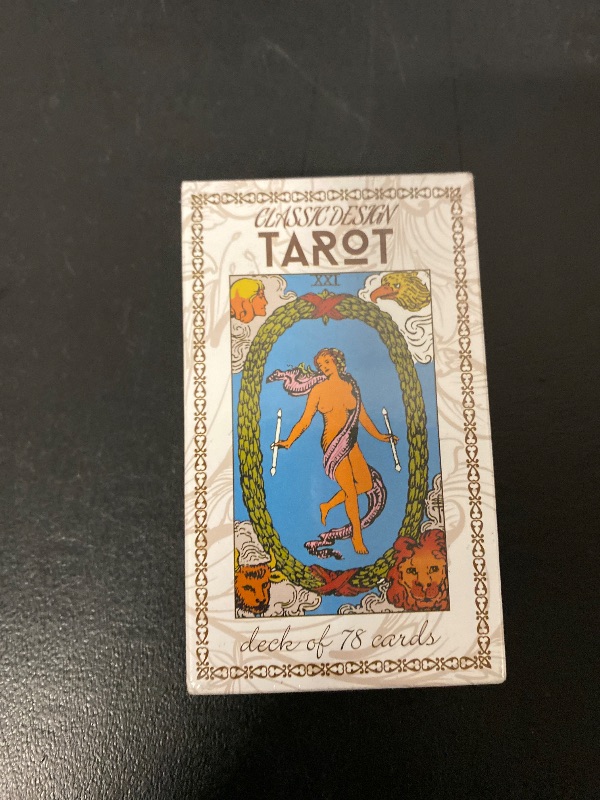 CLASSIC DESIGN
TAROT
XXI
deck of 78 cards